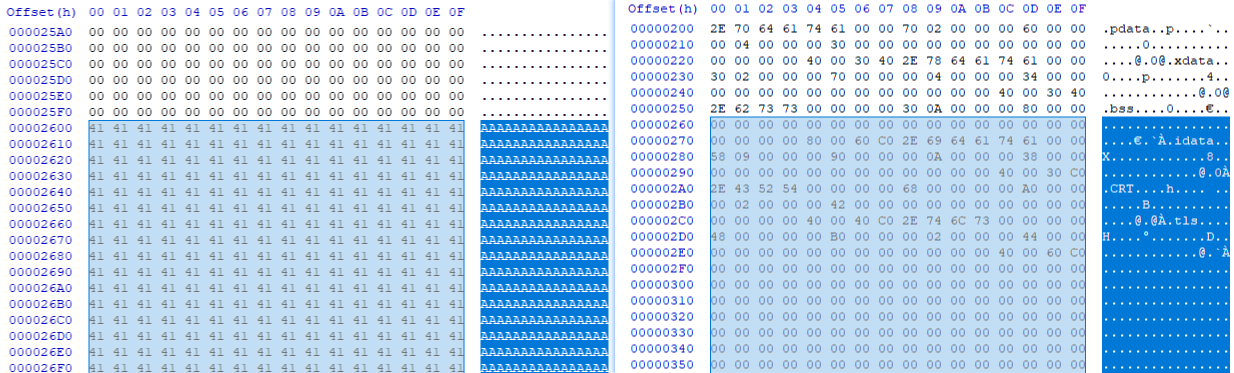 Offset(h) 00 01 02 03 04 05 06 07 08 09 0A 0B 0C 0D 0E 0F
000025A0 00 00 00 00 00 00 00 00 00 00 00 00 00 00 00 00 ................
000025B0 00 00 00 00 00 00 00 00 00 00 00 00 00 00 00 00 ................
000025C0 00 00 00 00 00 00 00 00 00 00 00 00 00 00 00 00 ................
000025D0 00 00 00 00 00 00 00 00 00 00 00 00 00 00 00 00 ................
000025E0 00 00 00 00 00 00 00 00 00 00 00 00 00 00 00 00 ................
000025F0 00 00 00 00 00 00 00 00 00 00 00 00 00 00 00 00 ................
00002600 41 41 41 41 41 41 41 41 41 41 41 41 41 41 41 41 AAAAAAAAAAAAAAAA
00002610 41 41 41 41 41 41 41 41 41 41 41 41 41 41 41 41 AAAAAAAAAAAAAAAA
00002620 41 41 41 41 41 41 41 41 41 41 41 41 41 41 41 41 AAAAAAAAAAAAAAAA
00002630 41 41 41 41 41 41 41 41 41 41 41 41 41 41 41 41 AAAAAAAAAAAAAAAA
00002640 41 41 41 41 41 41 41 41 41 41 41 41 41 41 41 41 AAAAAAAAAAAAAAAA
00002650 41 41 41 41 41 41 41 41 41 41 41 41 41 41 41 41 AAAAAAAAAAAAAAAA
00002660 41 41 41 41 41 41 41 41 41 41 41 41 41 41 41 41 AAAAAAAAAAAAAAAA
00002670 41 41 41 41 41 41 41 41 41 41 41 41 41 41 41 41 AAAAAAAAAAAAAAAA
00002680 41 41 41 41 41 41 41 41 41 41 41 41 41 41 41 41 AAAAAAAAAAAAAAAA
00002690 41 41 41 41 41 41 41 41 41 41 41 41 41 41 41 41 AAAAAAAAAAAAAAAA
000026A0 41 41 41 41 41 41 41 41 41 41 41 41 41 41 41 41 AAAAAAAAAAAAAAAA
000026B0 41 41 41 41 41 41 41 41 41 41 41 41 41 41 41 41 AAAAAAAAAAAAAAAA
000026C0 41 41 41 41 41 41 41 41 41 41 41 41 41 41 41 41 AAAAAAAAAAAAAAAA
000026D0 41 41 41 41 41 41 41 41 41 41 41 41 41 41 41 41 AAAAAAAAAAAAAAAA
000026E0 41 41 41 41 41 41 41 41 41 41 41 41 41 41 41 41 AAAAAAAAAAAAAAAA
000026F0 41 41 41 41 41 41 41 41 41 41 41 41 41 41 41 41 AAAAAAAAAAAAAAAA
Offset(h) 00 01 02 03 04 05 06 07 08 09 0A 0B 0C 0D 0E 0F
00000200 2E 70 64 61 74 61 00 00 70 02 00 00 00 60 00 00 .pdata..p....`..
00000210 00 04 00 00 00 30 00 00 00 00 00 00 00 00 00 00 .....0..........
00000220 00 00 00 00 40 00 30 40 2E 78 64 61 74 61 00 00 ....@.0@.xdata..
00000230 30 02 00 00 00 70 00 00 00 04 00 00 00 34 00 00 0....p.......4..
00000240 00 00 00 00 00 00 00 00 00 00 00 00 40 00 30 40 ............@.0@
00000250 2E 62 73 73 00 00 00 00 30 0A 00 00 00 80 00 00 .bss....0....€..
00000260 00 00 00 00 00 00 00 00 00 00 00 00 00 00 00 00 ................
00000270 00 00 00 00 80 00 60 C0 2E 69 64 61 74 61 00 00 ....€.`À.idata..
00000280 58 09 00 00 00 90 00 00 00 0A 00 00 00 38 00 00 X............8..
00000290 00 00 00 00 00 00 00 00 00 00 00 00 40 00 30 C0 ............@.0À
000002A0 2E 43 52 54 00 00 00 00 68 00 00 00 00 A0 00 00 .CRT....h.... ..
000002B0 00 02 00 00 00 42 00 00 00 00 00 00 00 00 00 00 .....B..........
000002C0 00 00 00 00 40 00 40 C0 2E 74 6C 73 00 00 00 00 ....@.@À.tls....
000002D0 48 00 00 00 00 B0 00 00 00 02 00 00 00 44 00 00 H....°.......D..
000002E0 00 00 00 00 00 00 00 00 00 00 00 00 40 00 60 C0 ............@.`À
000002F0 00 00 00 00 00 00 00 00 00 00 00 00 00 00 00 00 ................
00000300 00 00 00 00 00 00 00 00 00 00 00 00 00 00 00 00 ................
00000310 00 00 00 00 00 00 00 00 00 00 00 00 00 00 00 00 ................
00000320 00 00 00 00 00 00 00 00 00 00 00 00 00 00 00 00 ................
00000330 00 00 00 00 00 00 00 00 00 00 00 00 00 00 00 00 ................
00000340 00 00 00 00 00 00 00 00 00 00 00 00 00 00 00 00 ................
00000350 00 00 00 00 00 00 00 00 00 00 00 00 00 00 00 00 ................